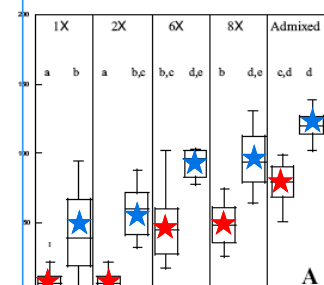 200 1X 2X 6X 8X Admixed
a b a b,c b,c d,e b d,e c,d d
150
100
50
A